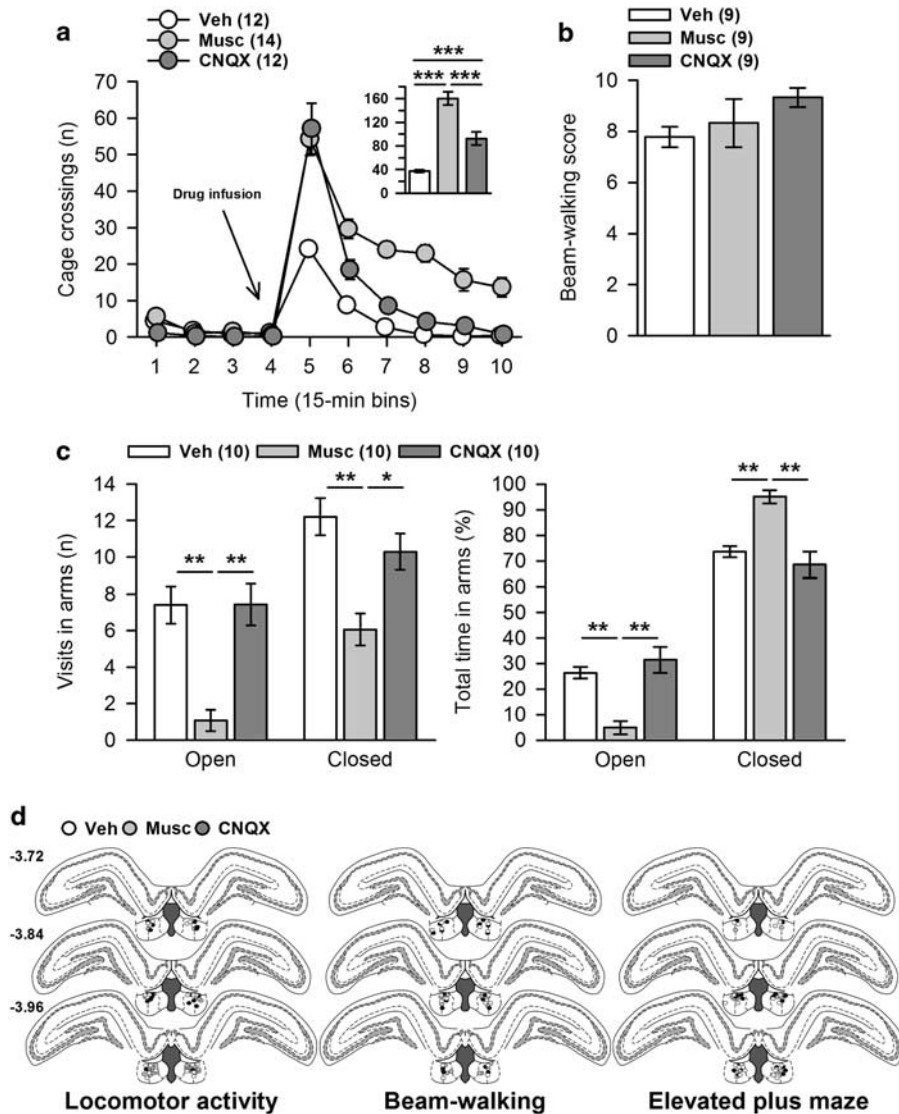 a
Veh (12)
Musc (14)
CNQX (12)
Cage crossings (n)
70
60
50
40
30
20
10
0
Drug infusion
***
*** ***
160
120
80
40
0
1 2 3 4 5 6 7 8 9 10
Time (15-min bins)
b
Veh (9)
Musc (9)
CNQX (9)
Beam-walking score
10
8
6
4
2
0
c
Veh (10) Musc (10) CNQX (10)
Visits in arms (n)
14
12
10
8
6
4
2
0
** **
** *
Open Closed
Total time in arms (%)
100
90
80
70
60
50
40
30
20
10
0
** **
** **
Open Closed
d
Veh Musc CNQX
-3.72
-3.84
-3.96
Locomotor activity Beam-walking Elevated plus maze